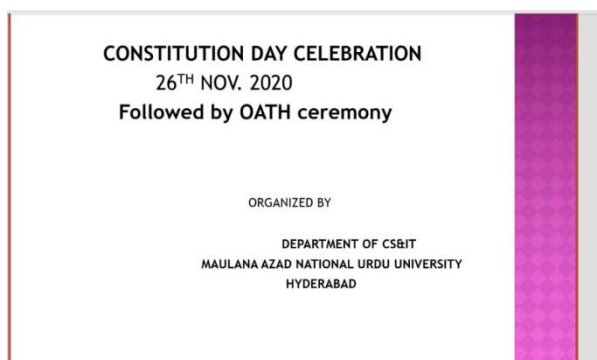 CONSTITUTION DAY CELEBRATION
26TH NOV. 2020
Followed by OATH ceremony
ORGANIZED BY
DEPARTMENT OF CS&IT
MAULANA AZAD NATIONAL URDU UNIVERSITY
HYDERABAD